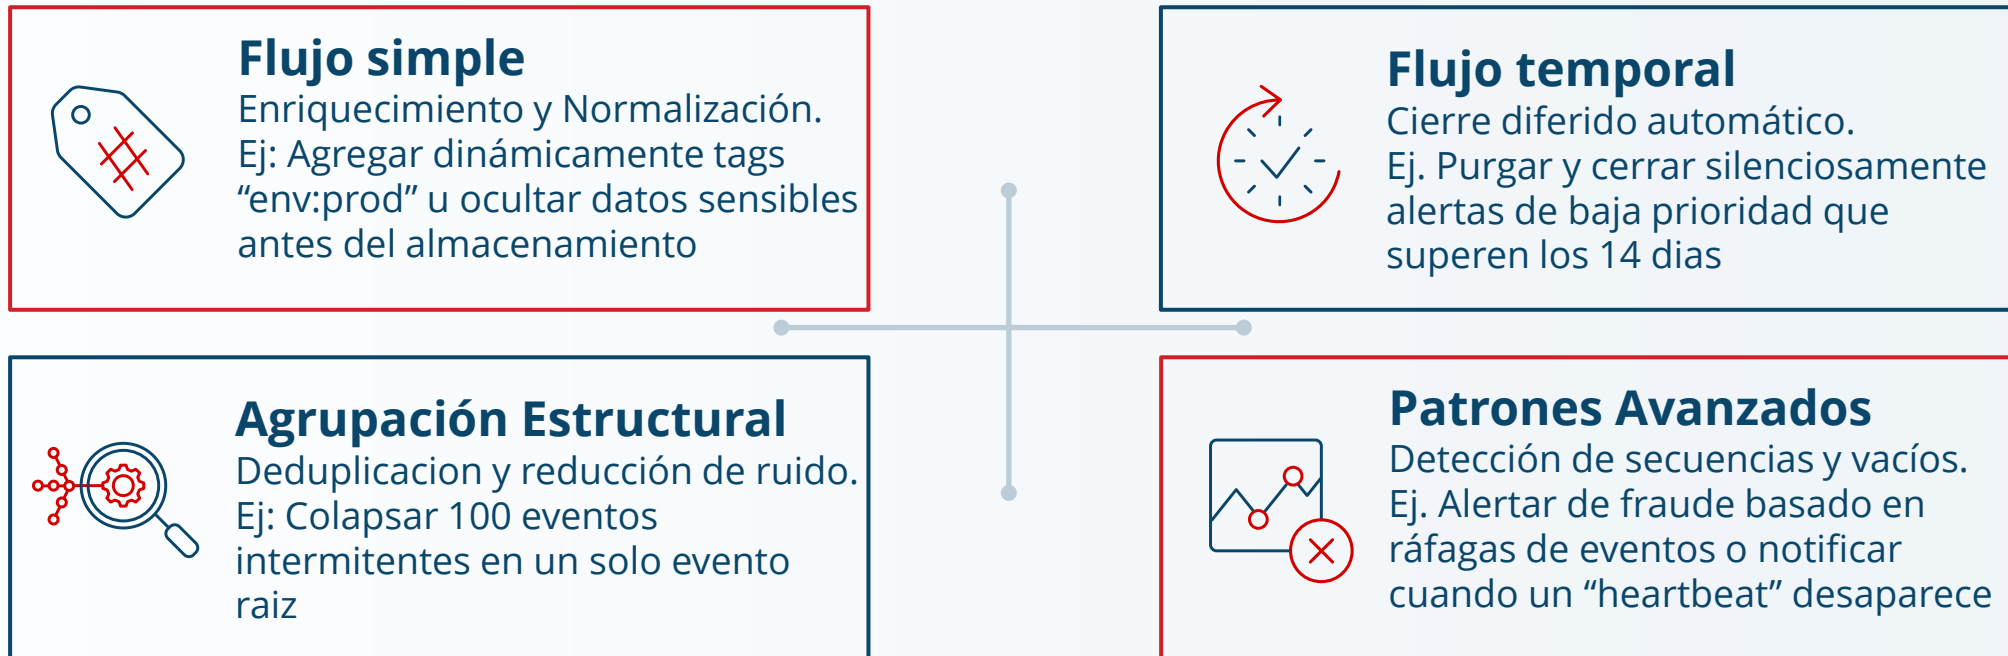 Flujo simple
Enriquecimiento y Normalización.
Ej: Agregar dinámicamente tags
“env:prod” u ocultar datos sensibles
antes del almacenamiento
Flujo temporal
Cierre diferido automático.
Ej. Purgar y cerrar silenciosamente
alertas de baja prioridad que
superen los 14 dias
Agrupación Estructural
Deduplicacion y reducción de ruido.
Ej: Colapsar 100 eventos
intermitentes en un solo evento
raiz
Patrones Avanzados
Detección de secuencias y vacíos.
Ej. Alertar de fraude basado en
ráfagas de eventos o notificar
cuando un “heartbeat” desaparece